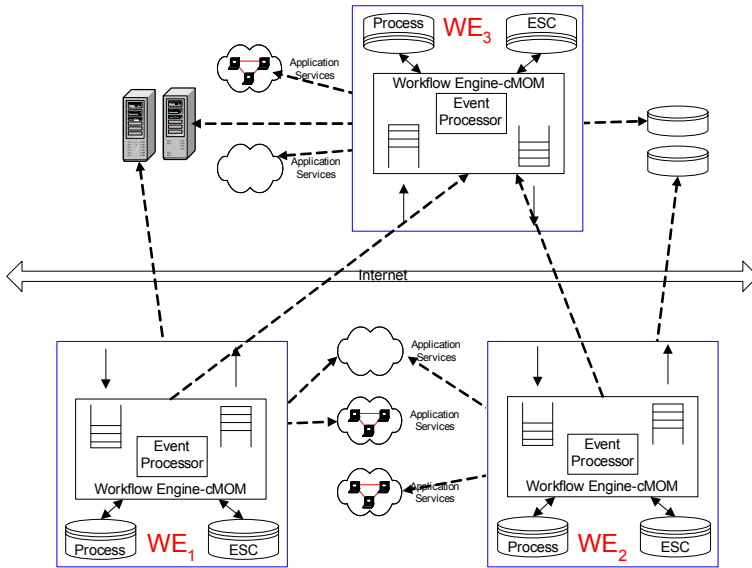 Process
WE3
ESC
Application
Services
Workflow Engine-cMOM
Event
Processor
Application
Services
Internet
Application
Services
Application
Services
Application
Services
Event
Processor
Workflow Engine-cMOM
Process
WE1
ESC
Event
Processor
Workflow Engine-cMOM
Process
WE2
ESC